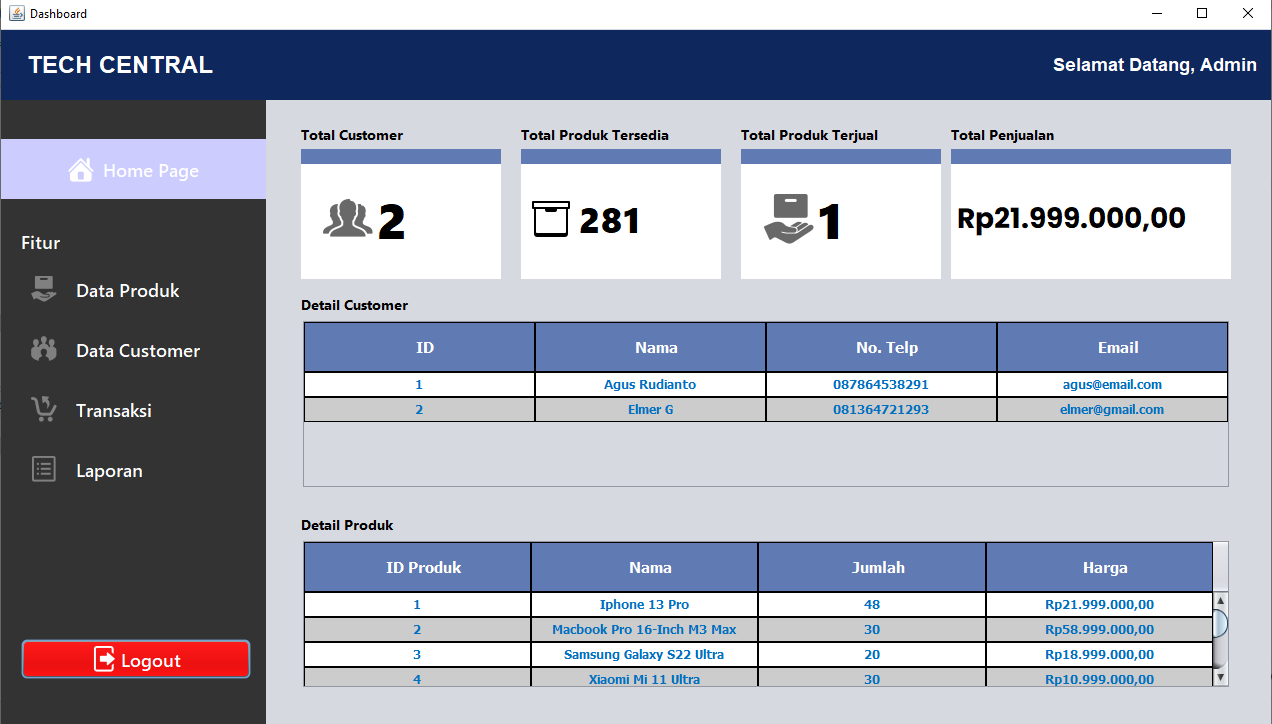 Dashboard
TECH CENTRAL
Selamat Datang, Admin
Home Page
Fitur
Data Produk
Data Customer
Transaksi
Laporan
Logout
Total Customer Total Produk Tersedia Total Produk Terjual Total Penjualan
2 281 1 Rp21.999.000,00
Detail Customer
ID Nama No. Telp Email
1 Agus Rudianto 087864538291 agus@email.com
2 Elmer G 081364721293 elmer@gmail.com
Detail Produk
ID Produk Nama Jumlah Harga
1 Iphone 13 Pro 48 Rp21.999.000,00
2 Macbook Pro 16-Inch M3 Max 30 Rp58.999.000,00
3 Samsung Galaxy S22 Ultra 20 Rp18.999.000,00
4 Xiaomi Mi 11 Ultra 30 Rp10.999.000,00